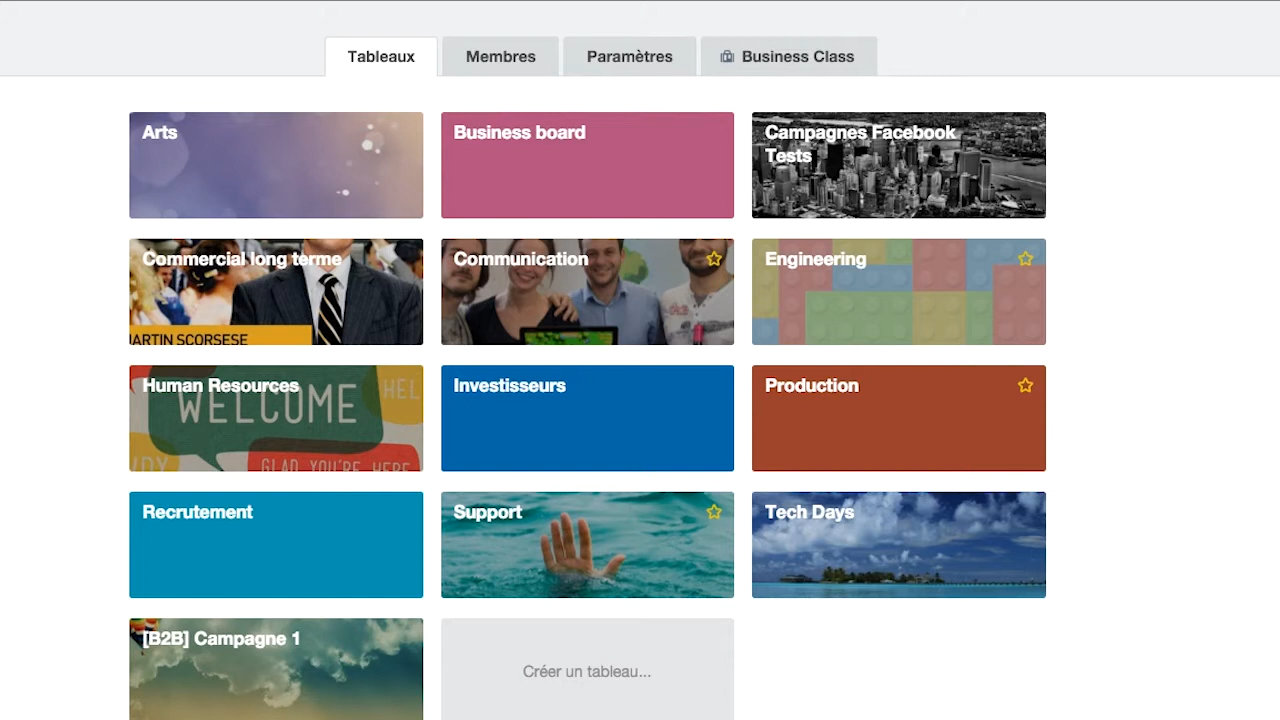 Tableaux
Membres
Paramètres
Business Class
Arts
Business board
Campagnes Facebook
Tests
Commercial long terme
Communication
Engineering
MARTIN SCORSESE
Human Resources
Investisseurs
Production
WELCOME
HEL
GLAD YOU'RE HERE
Recrutement
Support
Tech Days
[B2B] Campagne 1
Créer un tableau...